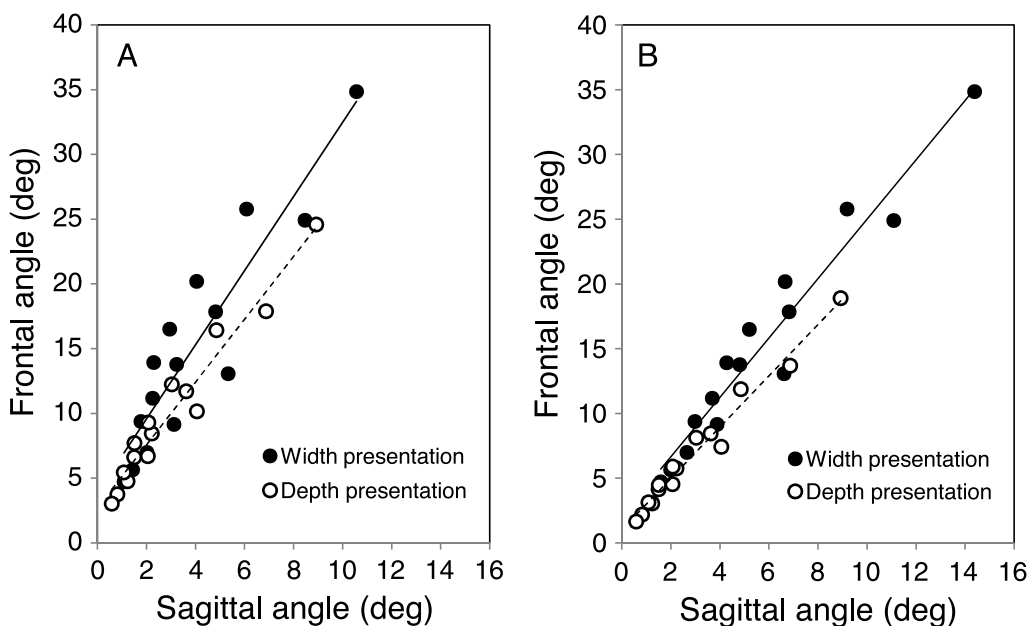 A
Frontal angle (deg)
40
35
30
25
20
15
10
5
0
Width presentation
Depth presentation
0 2 4 6 8 10 12 14 16
Sagittal angle (deg)
B
Frontal angle (deg)
40
35
30
25
20
15
10
5
0
Width presentation
Depth presentation
0 2 4 6 8 10 12 14 16
Sagittal angle (deg)